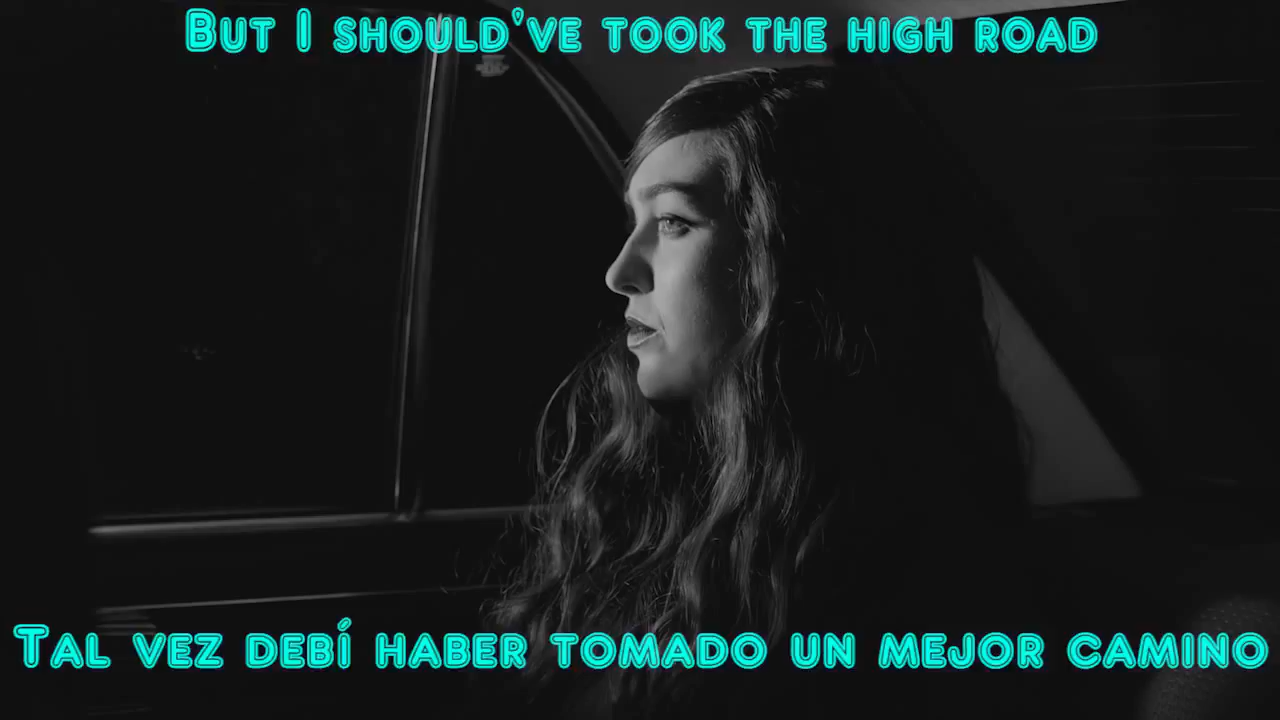 But I should've took the high road
Tal vez debí haber tomado un mejor camino